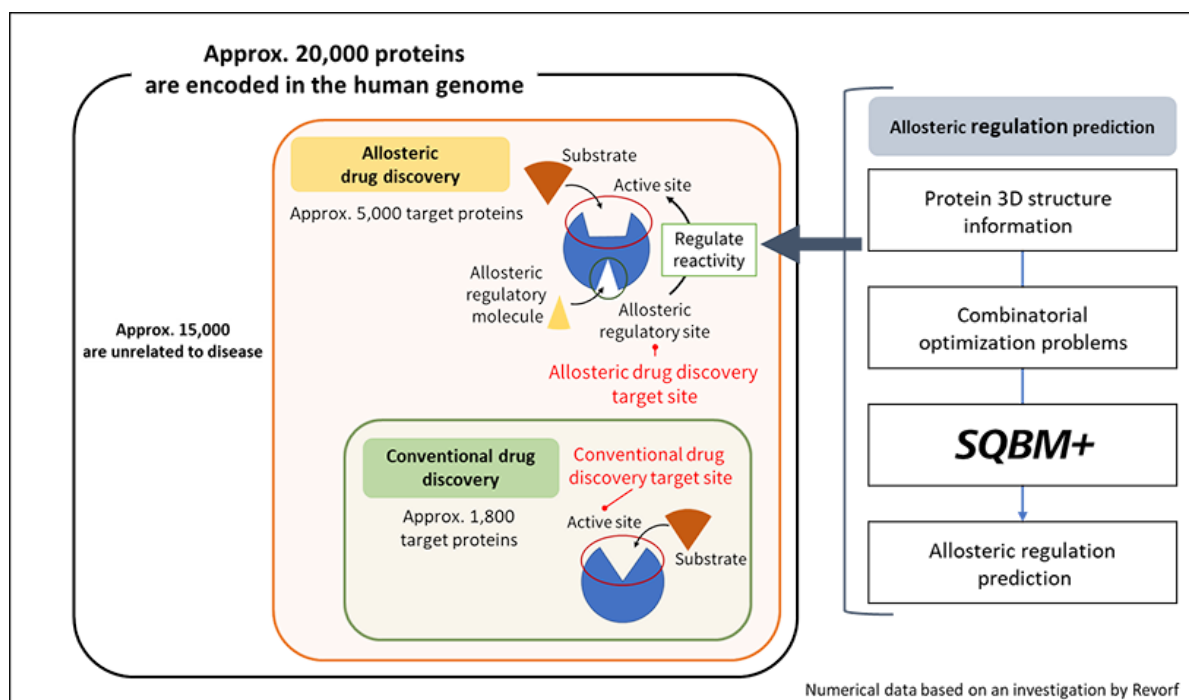 Approx. 20,000 proteins
are encoded in the human genome
Approx. 15,000
are unrelated to disease
Allosteric
drug discovery
Approx. 5,000 target proteins
Substrate
Active site
Regulate
reactivity
Allosteric
regulatory
molecule
Allosteric
regulatory site
Allosteric drug discovery
target site
Conventional drug
discovery
Approx. 1,800
target proteins
Conventional drug
discovery target site
Active site
Substrate
Allosteric regulation prediction
Protein 3D structure
information
Combinatorial
optimization problems
SQBM+
Allosteric regulation
prediction
Numerical data based on an investigation by Revorf